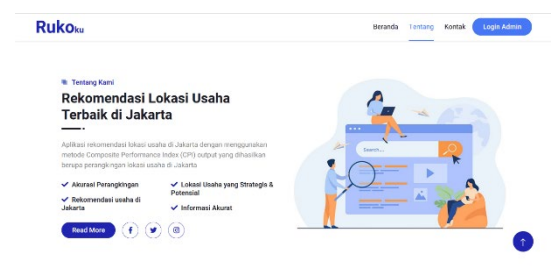 Rukoku
Beranda Tentang Kontak Login Admin
Tentang Kami
Rekomendasi Lokasi Usaha
Terbaik di Jakarta
Aplikasi rekomendasi lokasi usaha di Jakarta dengan menggunakan
metode Composite Performance Index (CPI) output yang dihasilkan
berupa perangkingan lokasi usaha di Jakarta
Akurasi Perangkingan
Lokasi Usaha yang Strategis &
Potensial
Rekomendasi usaha di
Jakarta
Informasi Akurat
Read More
Search...